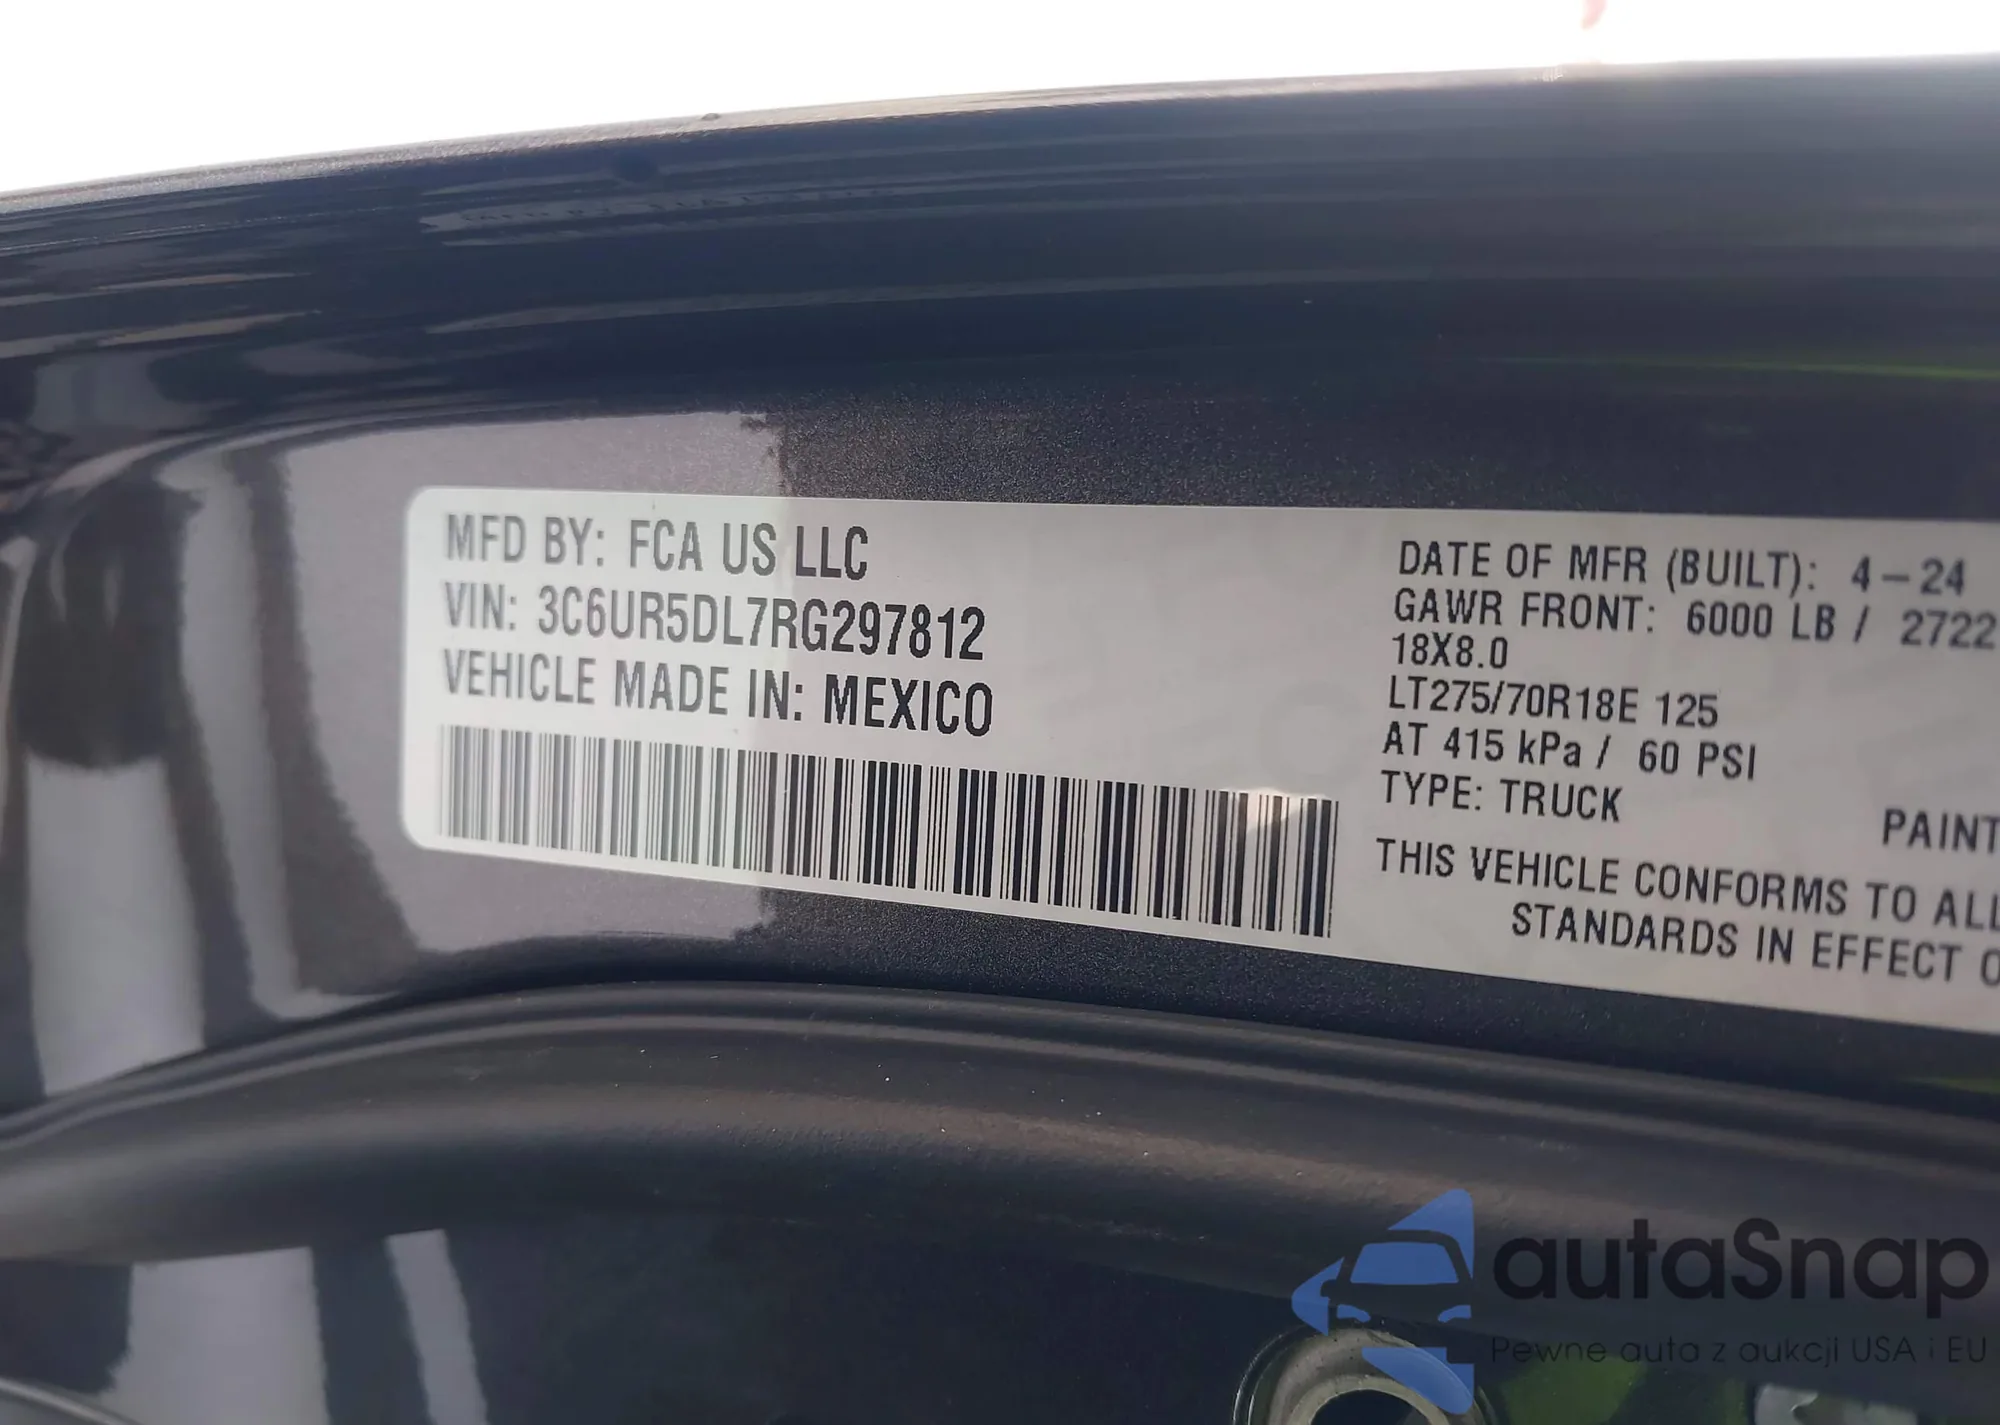 MFD BY: FCA US LLC
VIN: 3C6UR5DL7RG297812
VEHICLE MADE IN: MEXICO
DATE OF MFR (BUILT): 4-24
GAWR FRONT: 6000 LB / 2722
18X8.0
LT275/70R18E 125
AT 415 kPa / 60 PSI
TYPE: TRUCK
PAINT
THIS VEHICLE CONFORMS TO ALL
STANDARDS IN EFFECT O
autaSnap
Pewne auta z aukcji USA i EU